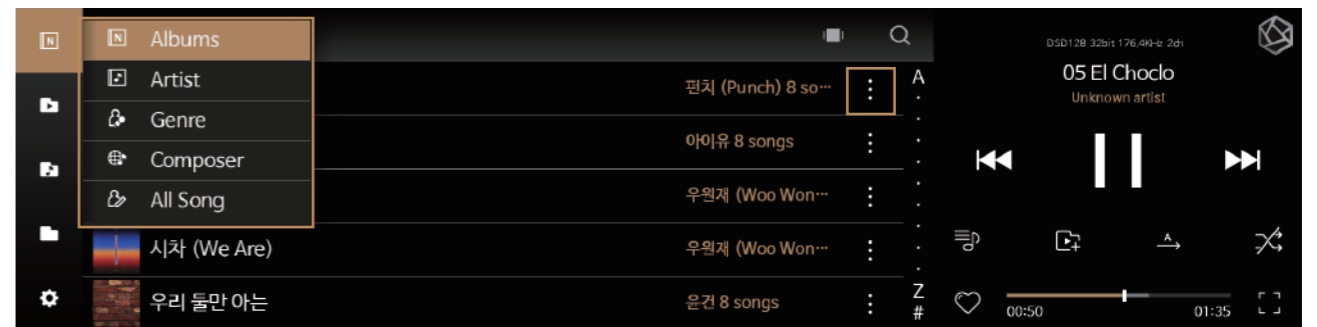 Albums
Artist
Genre
Composer
All Song
편치 (Punch) 8 so…
아이유 8 songs
우원재 (Woo Won…
시차 (We Are)
우원재 (Woo Won…
우리 둘만 아는
윤건 8 songs
A
Z
#
DSD128 32bit 176,4KHz 2ch
05 El Choclo
Unknown artist
A
00:50
01:35